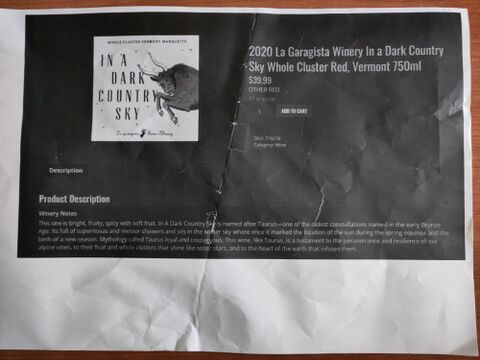 WHOLE CLUSTER VERMONT MARQUETTE
IN A
DARK
COUNTRY
SKY
2020 La Garagista Winery In a Dark Country
Sky Whole Cluster Red, Vermont 750ml
$39.99
OTHER RED
ADD TO CART
Description
Product Description
Winery Notes
This one is bright, fruity, spicy with soft fruit. In A Dark Country Sky is named after Taurus—one of the oldest constellations named in the early Bronze
Age. Its full of supernovas and meteor showers and sits in the winter sky where once it marked the location of the sun during the spring equinox and the
birth of a new season. Mythology called Taurus loyal and courageous. This wine, like Taurus, is a testament to the perseverance and resilience of our
alpine vines, to their fruit and whole clusters that shine like sister stars, and to the heart of the earth that infuses them.